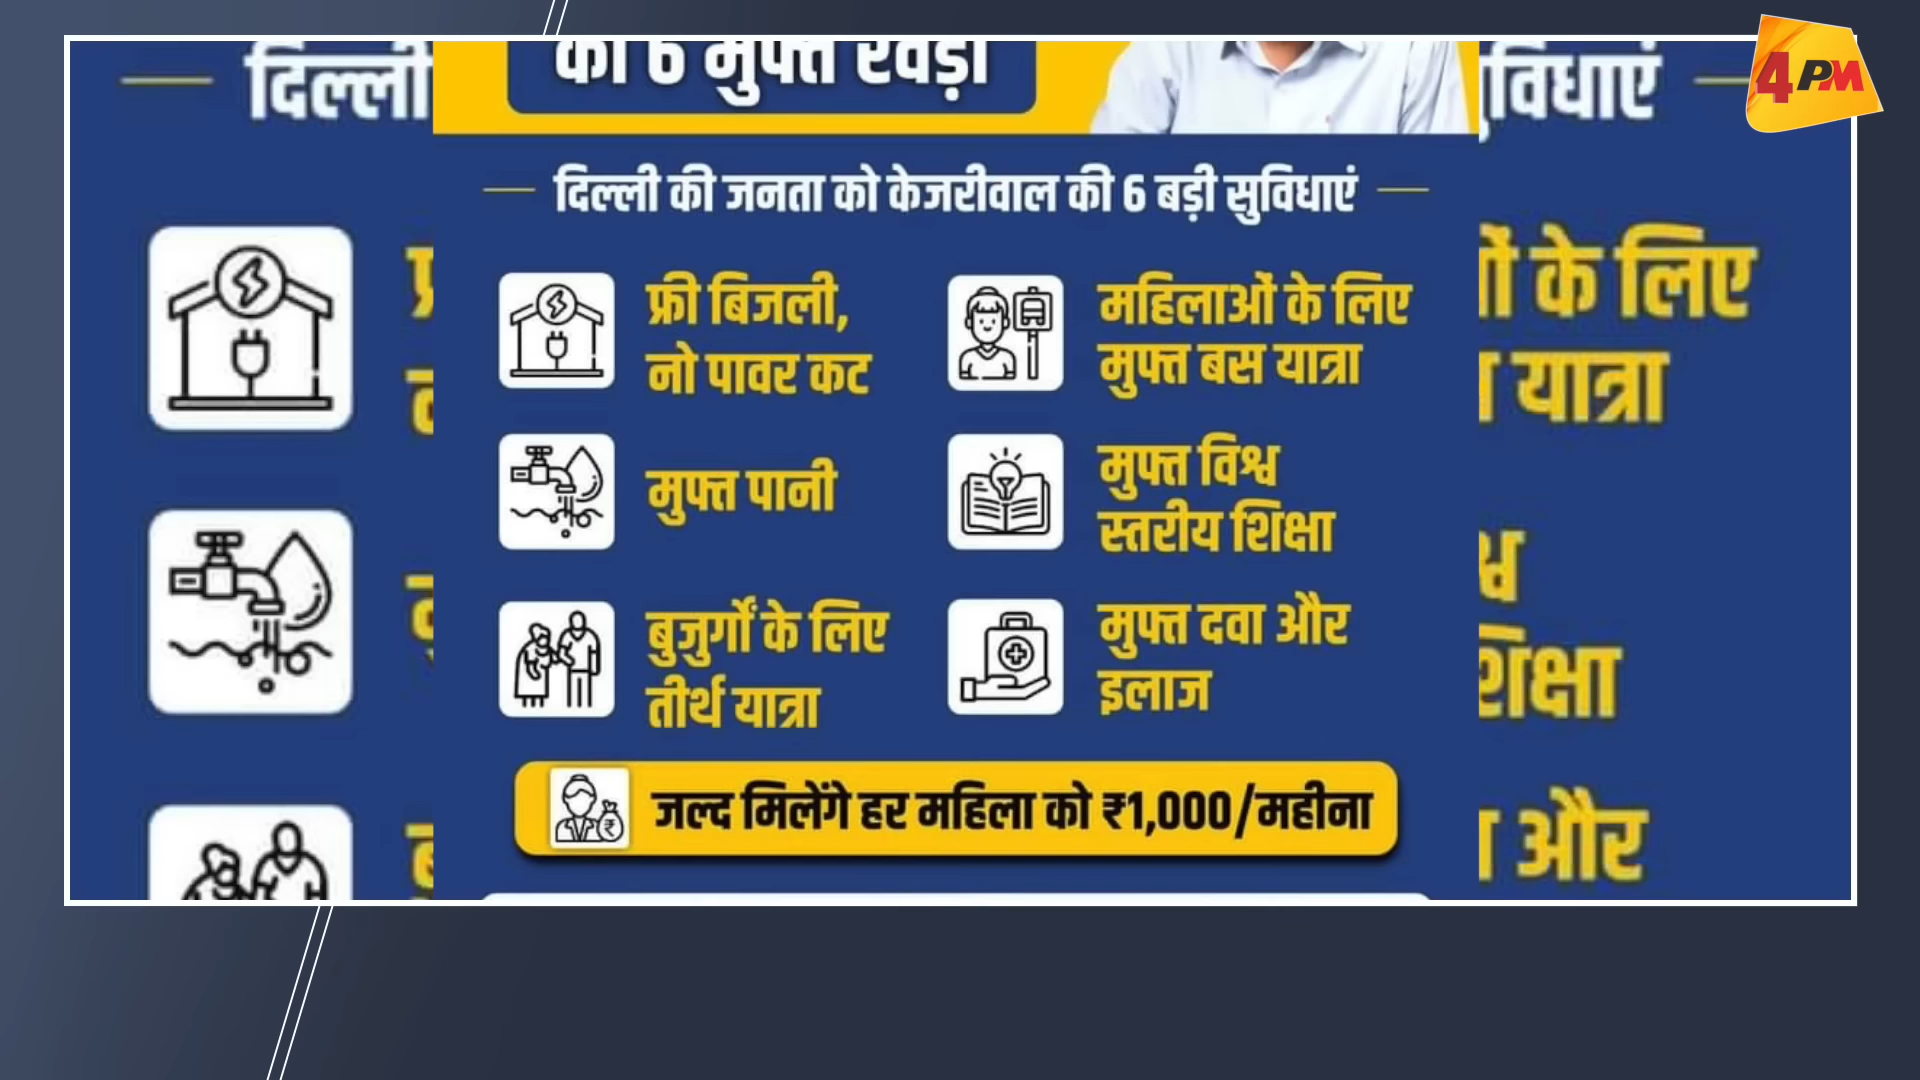 की 6 मुफ्त रेवड़ी
4PM
दिल्ली की जनता को केजरीवाल की 6 बड़ी सुविधाएं
फ्री बिजली,
नो पावर कट
महिलाओं के लिए
मुफ्त बस यात्रा
मुफ्त पानी
मुफ्त विश्व
स्तरीय शिक्षा
बुजुर्गों के लिए
तीर्थ यात्रा
मुफ्त दवा और
इलाज
जल्द मिलेंगे हर महिला को ₹1,000/महीना
दिल्ली
सुविधाएं
के लिए
यात्रा
शिक्षा
और